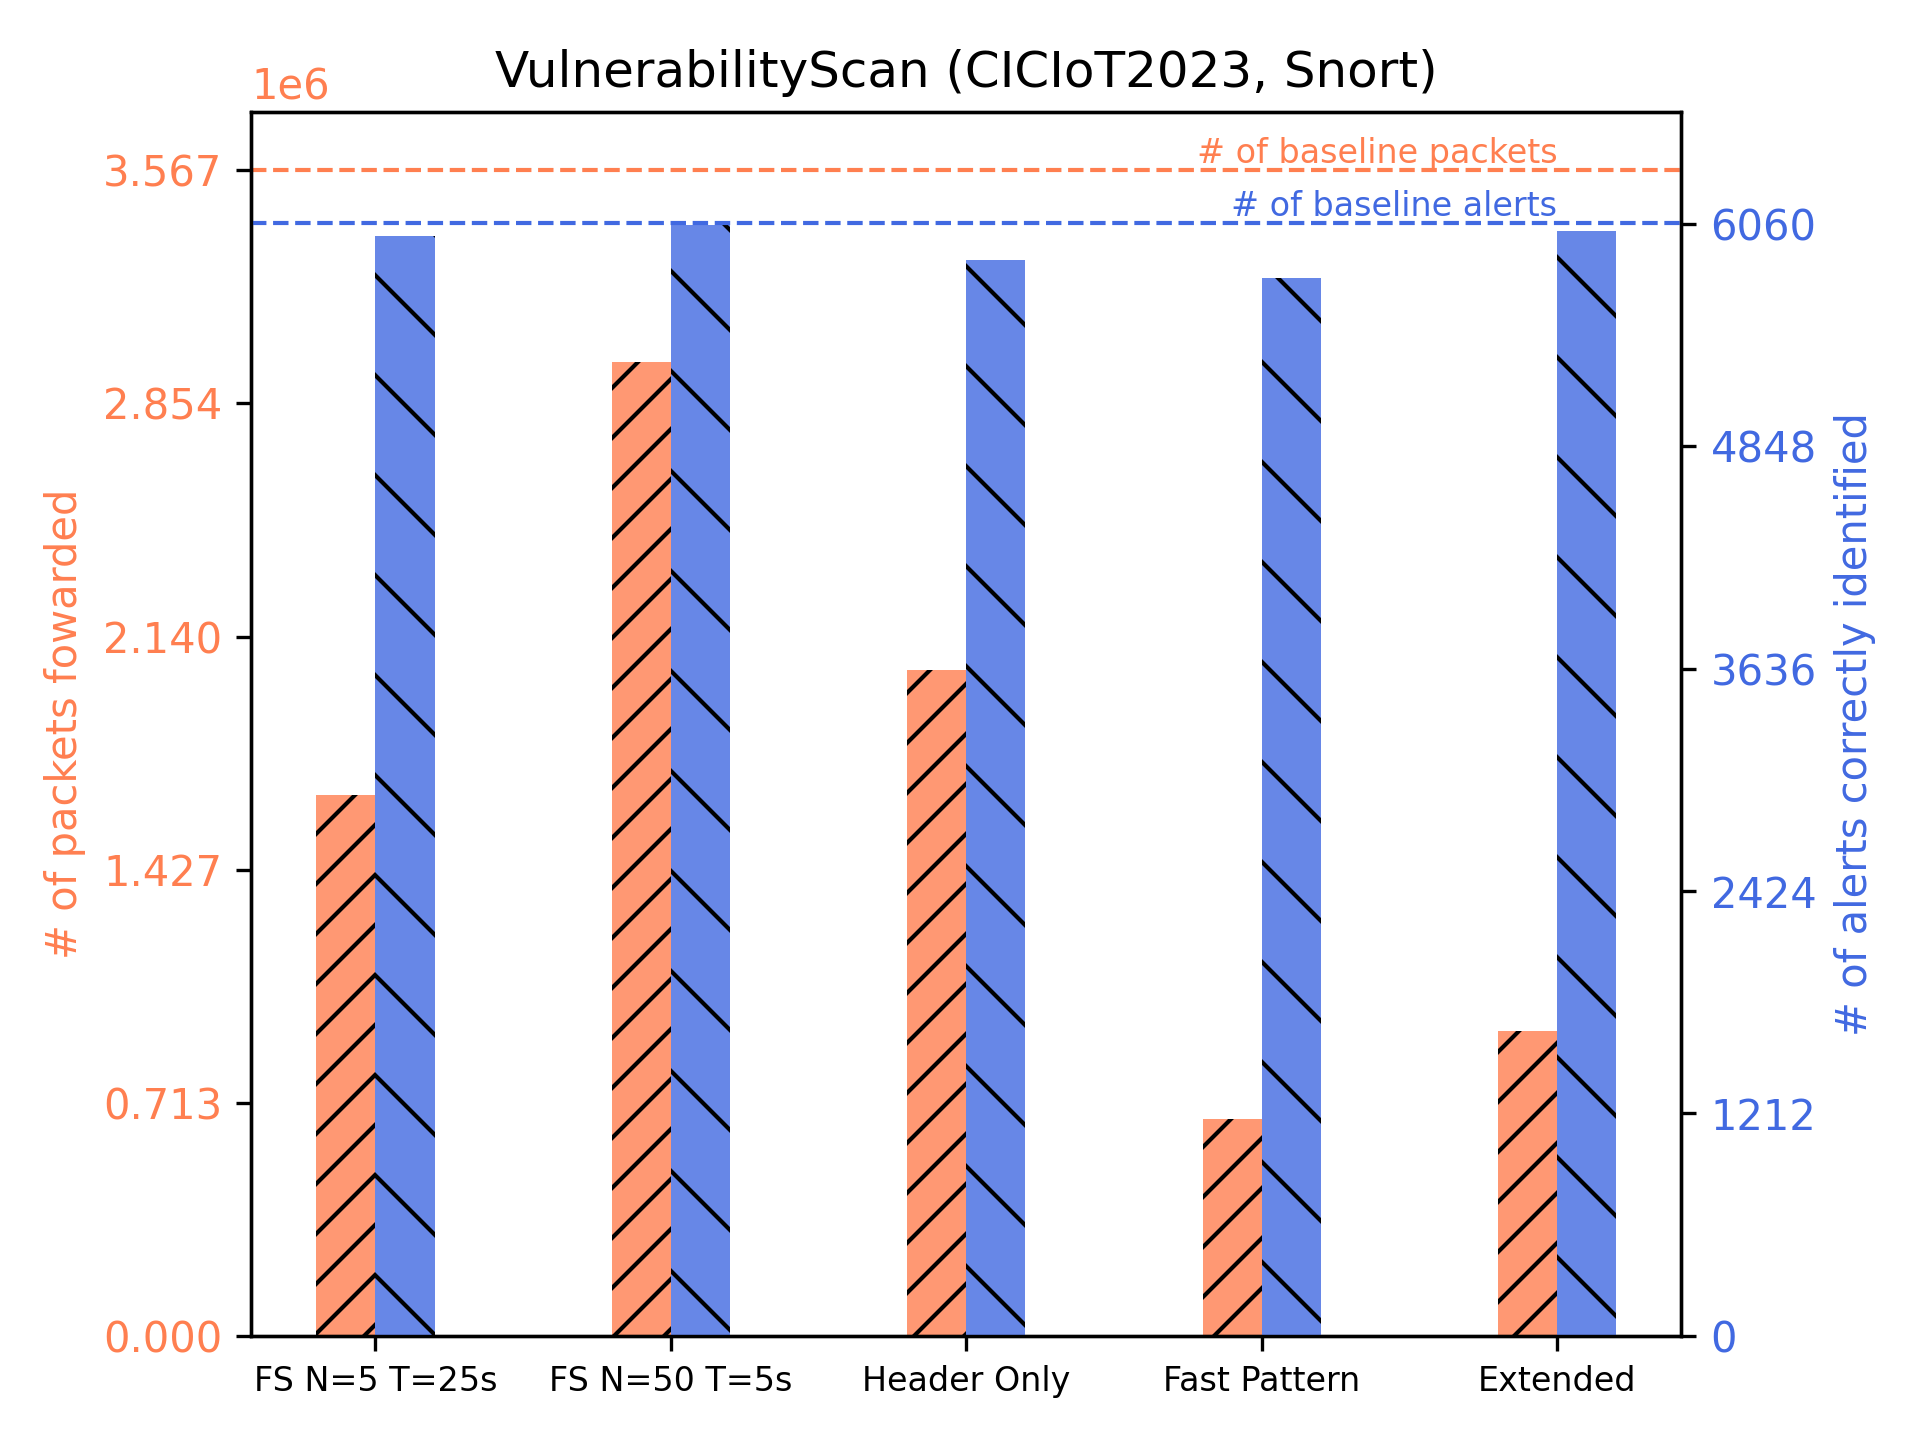 VulnerabilityScan (CICIoT2023, Snort)
1e6
# of packets fowarded
3.567
2.854
2.140
1.427
0.713
0.000
# of baseline packets
# of baseline alerts
6060
4848
3636
2424
1212
0
# of alerts correctly identified
FS N=5 T=25s
FS N=50 T=5s
Header Only
Fast Pattern
Extended